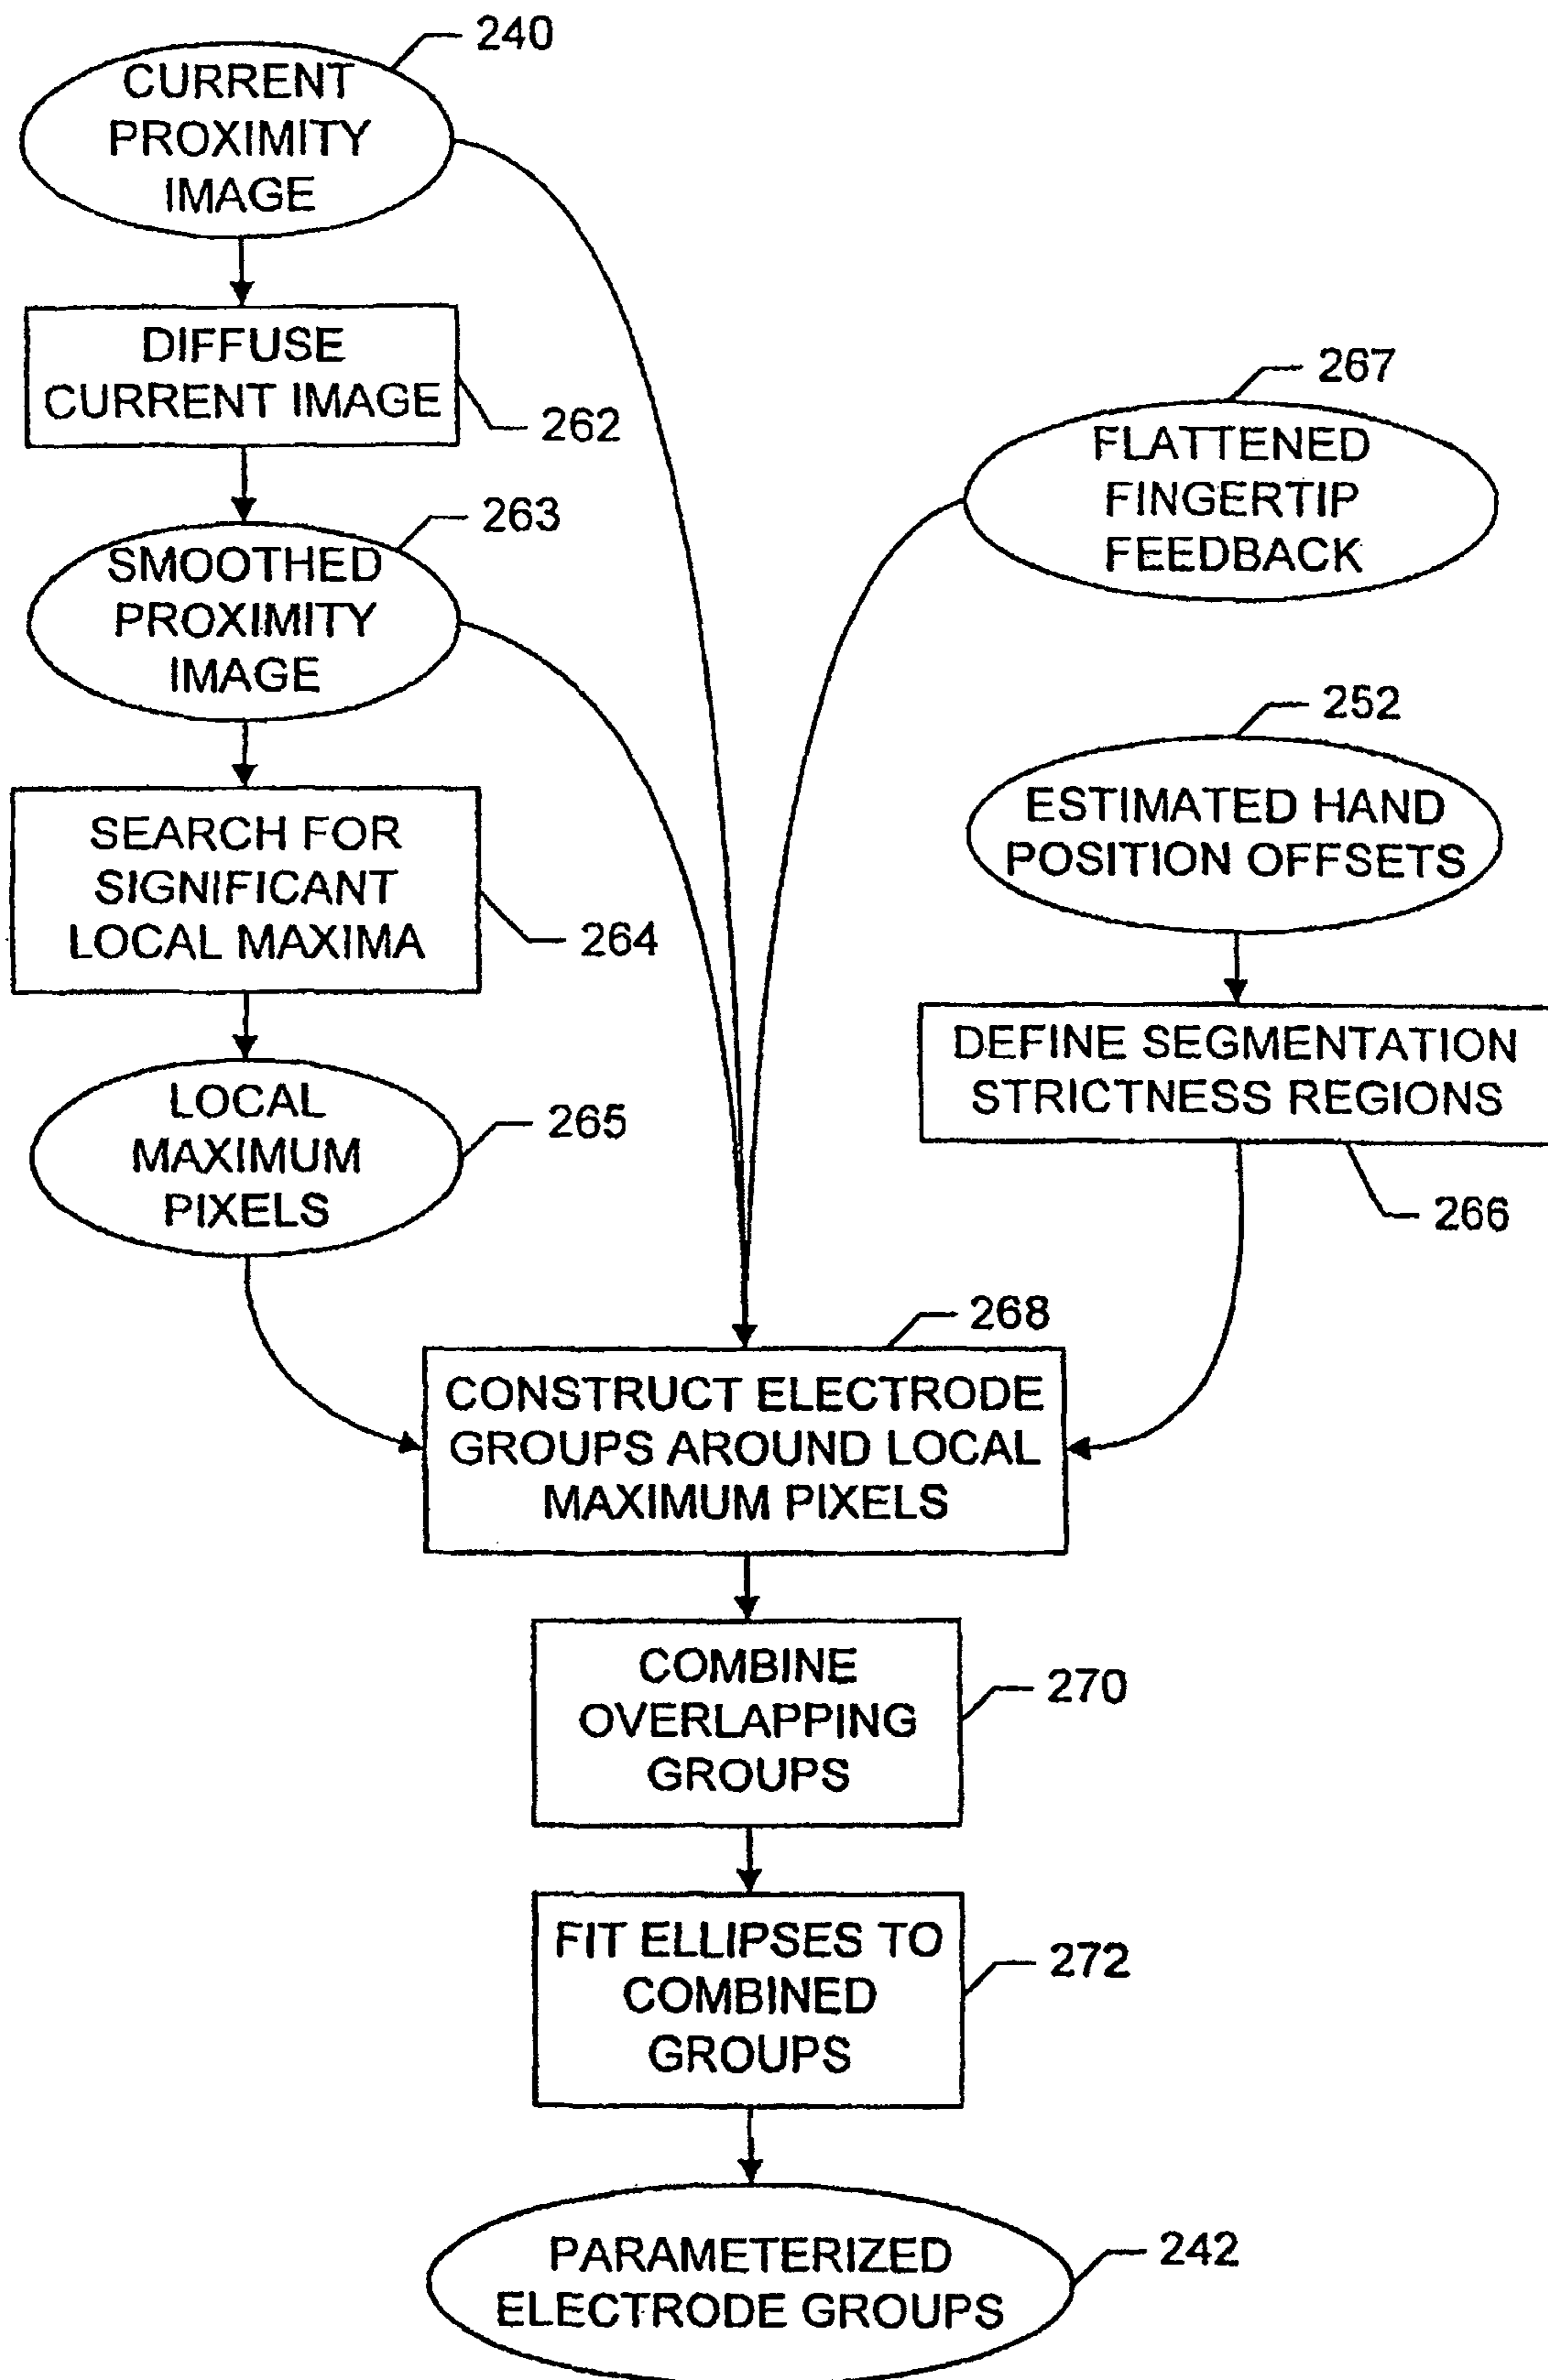 240
CURRENT
PROXIMITY
IMAGE
DIFFUSE
CURRENT IMAGE
262
263
SMOOTHED
PROXIMITY
IMAGE
SEARCH FOR
SIGNIFICANT
LOCAL MAXIMA
264
LOCAL
MAXIMUM
PIXELS
265
267
FLATTENED
FINGERTIP
FEEDBACK
252
ESTIMATED HAND
POSITION OFFSETS
DEFINE SEGMENTATION
STRICTNESS REGIONS
266
268
CONSTRUCT ELECTRODE
GROUPS AROUND LOCAL
MAXIMUM PIXELS
COMBINE
OVERLAPPING
GROUPS
270
FIT ELLIPSES TO
COMBINED
GROUPS
272
PARAMETERIZED
ELECTRODE GROUPS
242